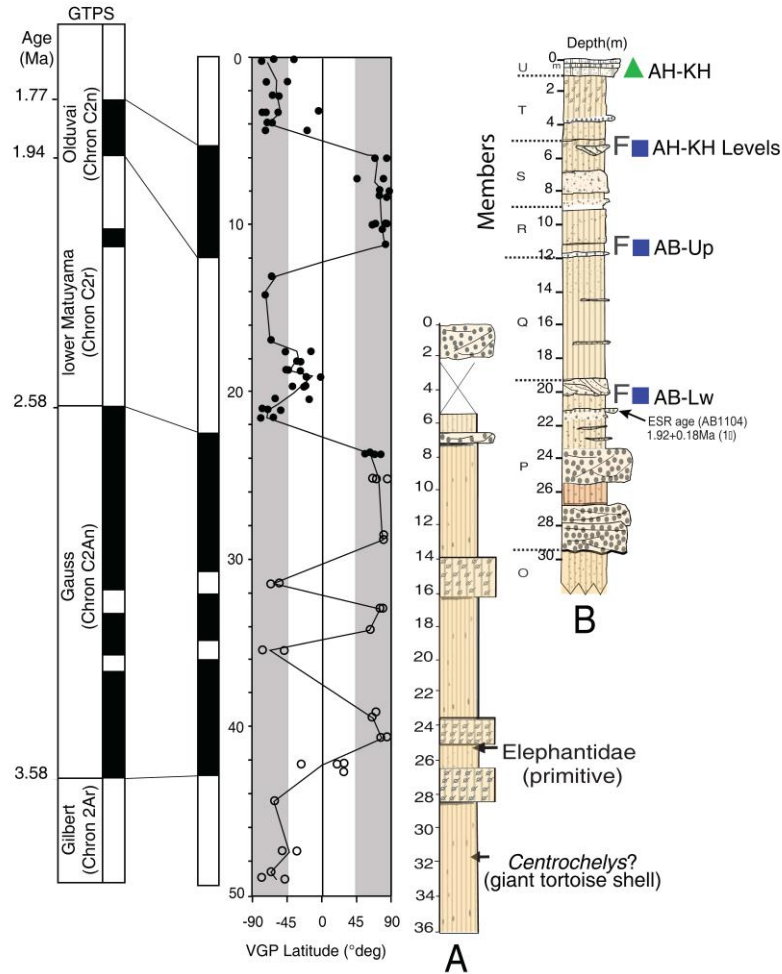 GTPS
Age
(Ma)
1.77
1.94
2.58
3.58
Olduvai
(Chron C2n)
lower Matuyama
(Chron C2r)
Gauss
(Chron C2An)
Gilbert
(Chron 2Ar)
0
10
20
30
40
50
-90
-45
0
45
90
VGP Latitude (°deg)
0
2
4
6
8
10
12
14
16
18
20
22
24
26
28
30
32
34
36
A
Elephantidae
(primitive)
Centrochelys?
(giant tortoise shell)
Depth(m)
Members
U
T
S
R
Q
P
O
0
m
2
4
6
8
10
12
14
16
18
20
22
24
26
28
30
AH-KH
F AH-KH Levels
F AB-Up
F AB-Lw
ESR age (AB1104)
1.92+0.18Ma (1▯)
B